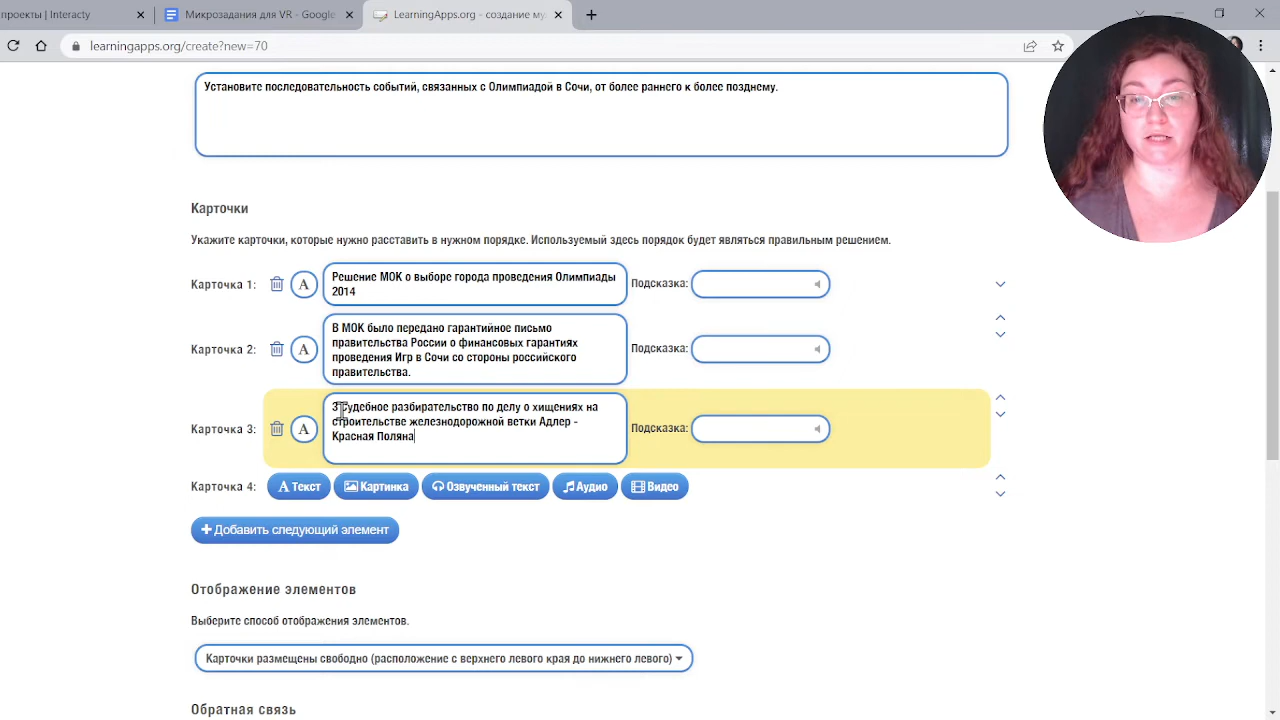 проекты | Interacty
Микрозадания для VR - Google
LearningApps.org - создание му
learningapps.org/create?new=70
Установите последовательность событий, связанных с Олимпиадой в Сочи, от более раннего к более позднему.
Карточки
Укажите карточки, которые нужно расставить в нужном порядке. Используемый здесь порядок будет являться правильным решением.
Карточка 1:
A
Решение МОК о выборе города проведения Олимпиады
2014
Подсказка:
Карточка 2:
A
В МОК было передано гарантийное письмо
правительства России о финансовых гарантиях
проведения Игр в Сочи со стороны российского
правительства.
Подсказка:
Карточка 3:
A
удебное разбирательство по делу о хищениях на
строительстве железнодорожной ветки Адлер -
Красная Поляна
Подсказка:
Карточка 4:
A Текст
Картинка
Озвученный текст
Аудио
Видео
+ Добавить следующий элемент
Отображение элементов
Выберите способ отображения элементов.
Карточки размещены свободно (расположение с верхнего левого края до нижнего левого)
Обратная связь